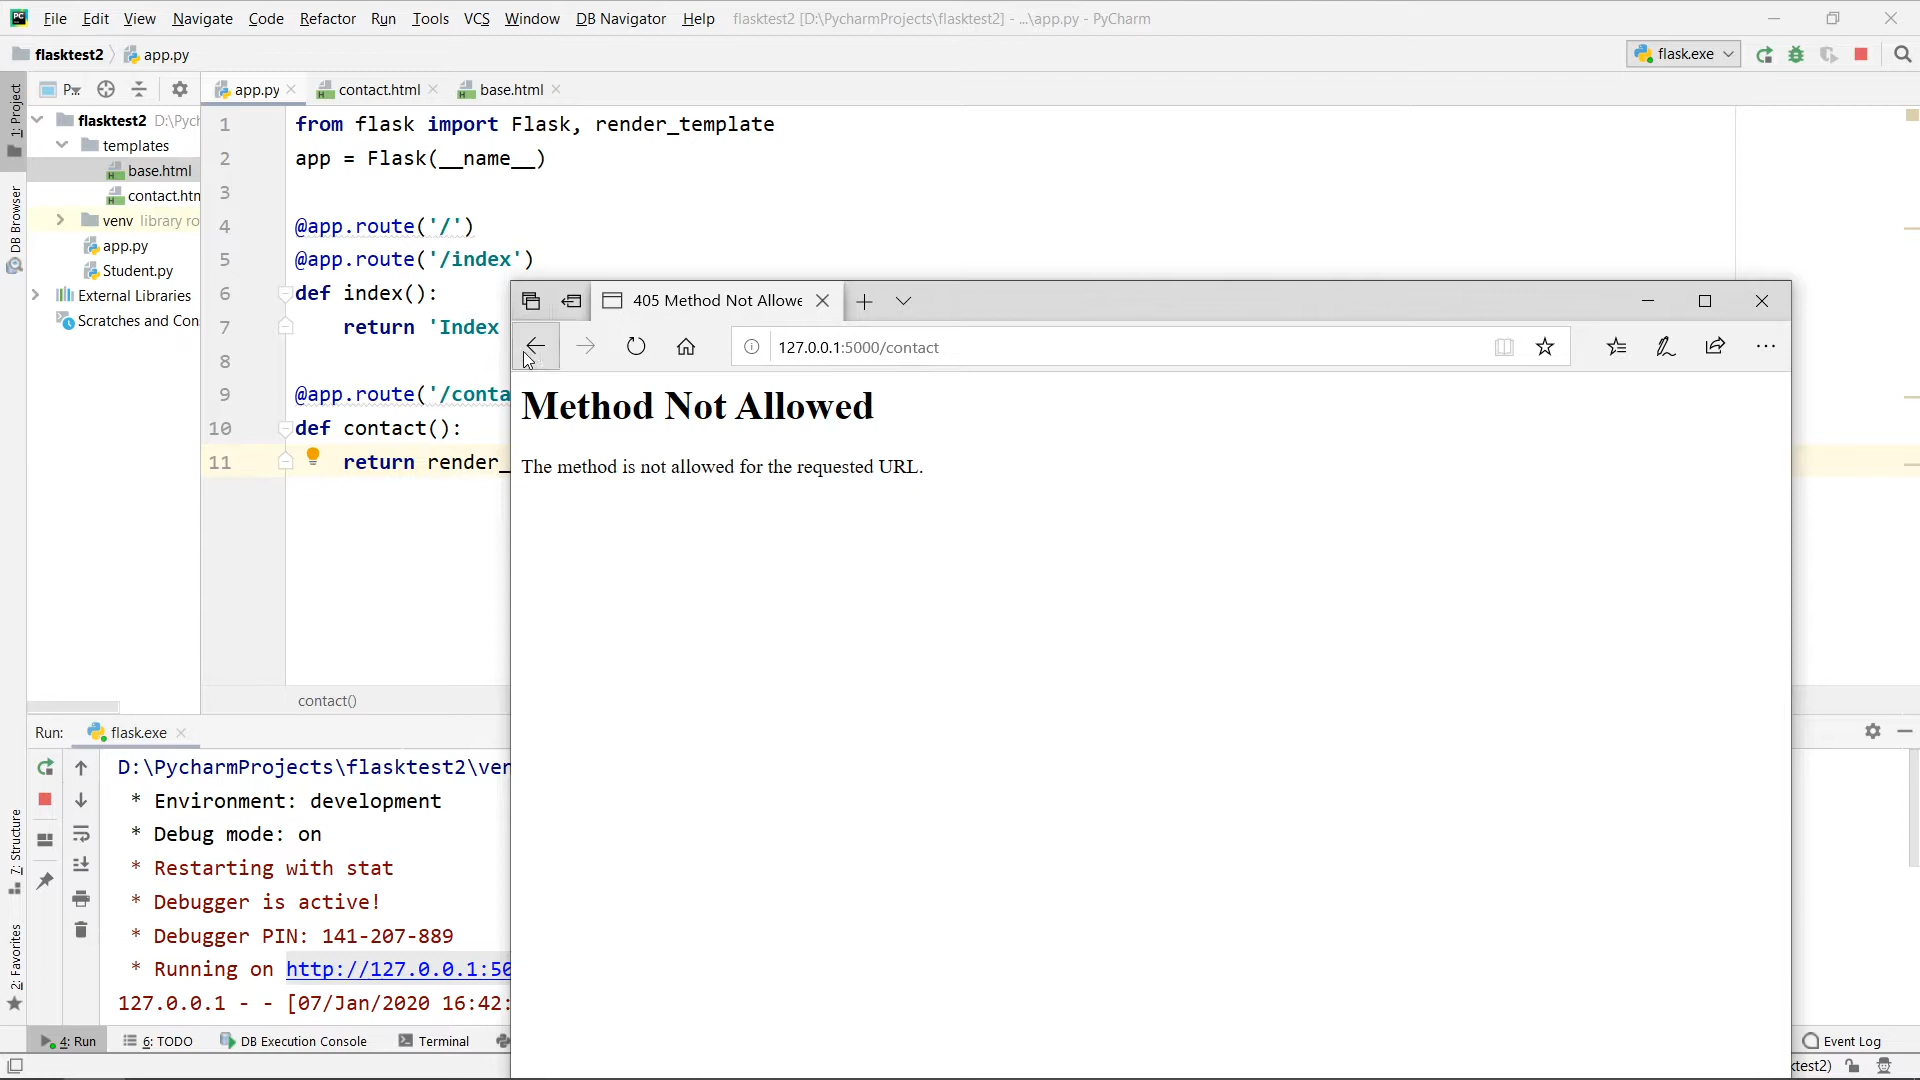 File Edit View Navigate Code Refactor Run Tools VCS Window DB Navigator Help flasktest2 [D:\PycharmProjects\flasktest2] - ...\app.py - PyCharm
flasktest2 app.py
flask.exe
1: Project
P..
app.py
contact.html
base.html
flasktest2 D:\Pych
templates
base.html
contact.htm
venv library ro
app.py
Student.py
External Libraries
Scratches and Con
DB Browser
1 from flask import Flask, render_template
2 app = Flask(__name__)
3
4 @app.route('/')
5 @app.route('/index')
6 def index():
7 return 'Index
8
9 @app.route('/conta
10 def contact():
11 return render_
contact()
405 Method Not Allowe
127.0.0.1:5000/contact
Method Not Allowed
The method is not allowed for the requested URL.
Run: flask.exe
D:\PycharmProjects\flasktest2\ven
* Environment: development
* Debug mode: on
* Restarting with stat
* Debugger is active!
* Debugger PIN: 141-207-889
* Running on http://127.0.0.1:50
127.0.0.1 - - [07/Jan/2020 16:42:
7: Structure
2: Favorites
4: Run 6: TODO DB Execution Console Terminal
Event Log
ktest2)